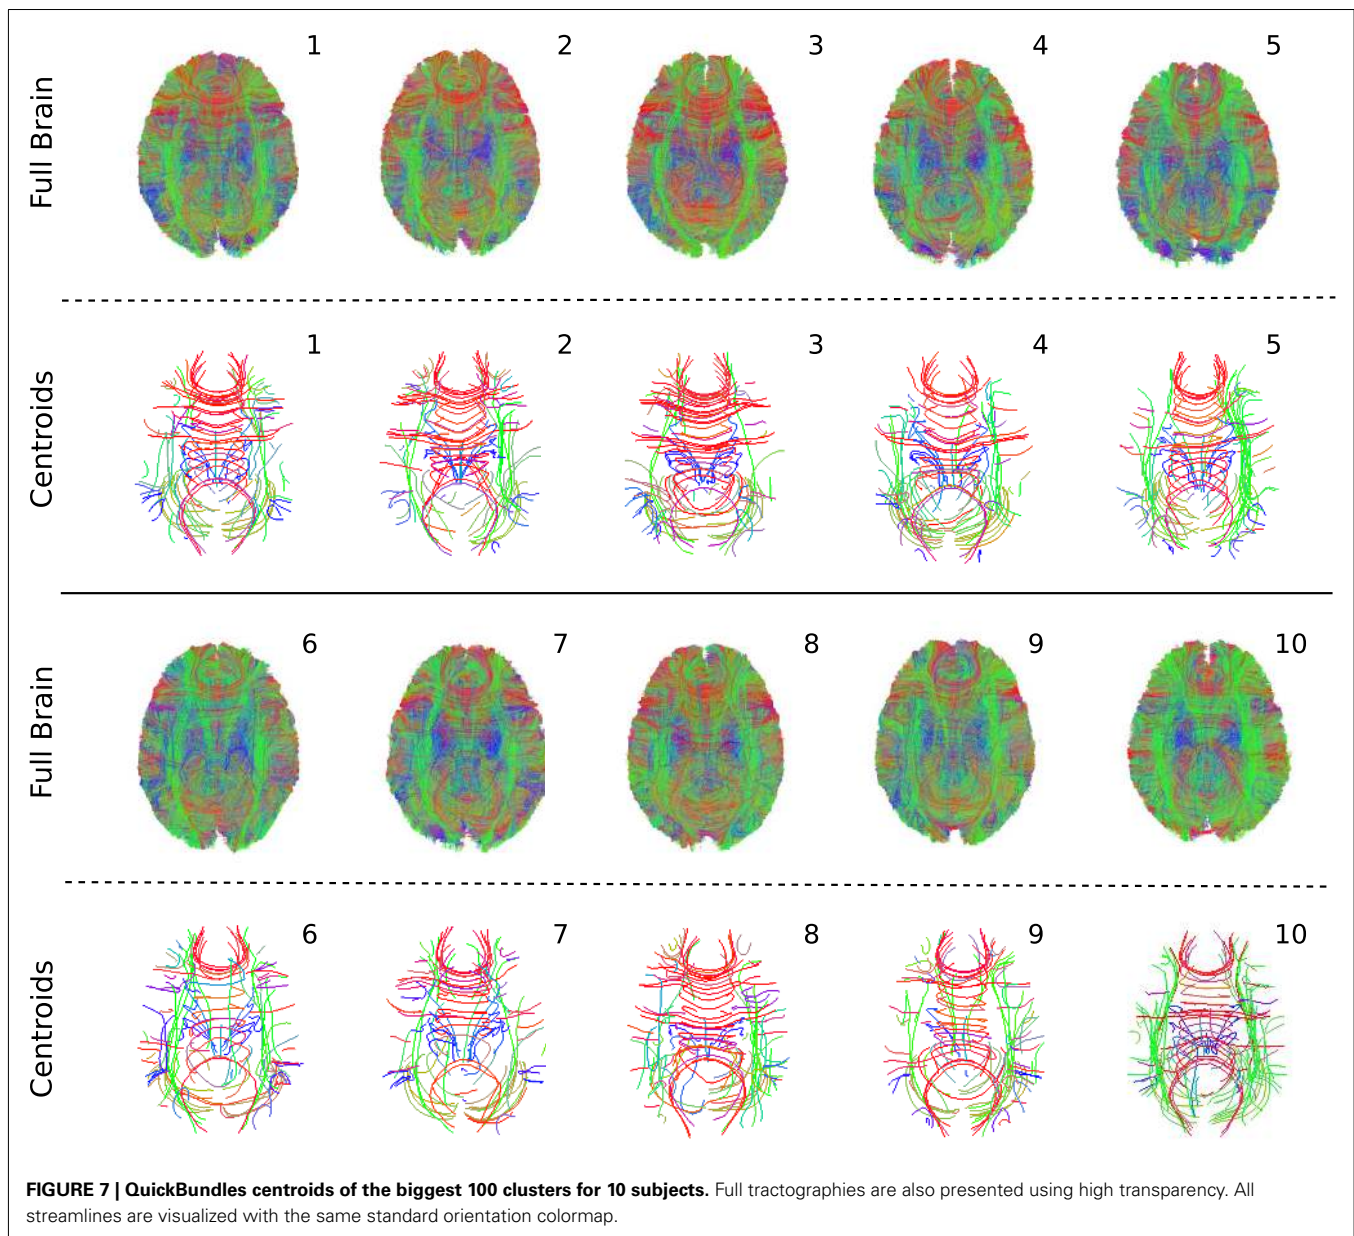 Full Brain
1 2 3 4 5
Centroids
1 2 3 4 5
Full Brain
6 7 8 9 10
Centroids
6 7 8 9 10
FIGURE 7 | QuickBundles centroids of the biggest 100 clusters for 10 subjects. Full tractographies are also presented using high transparency. All
streamlines are visualized with the same standard orientation colormap.